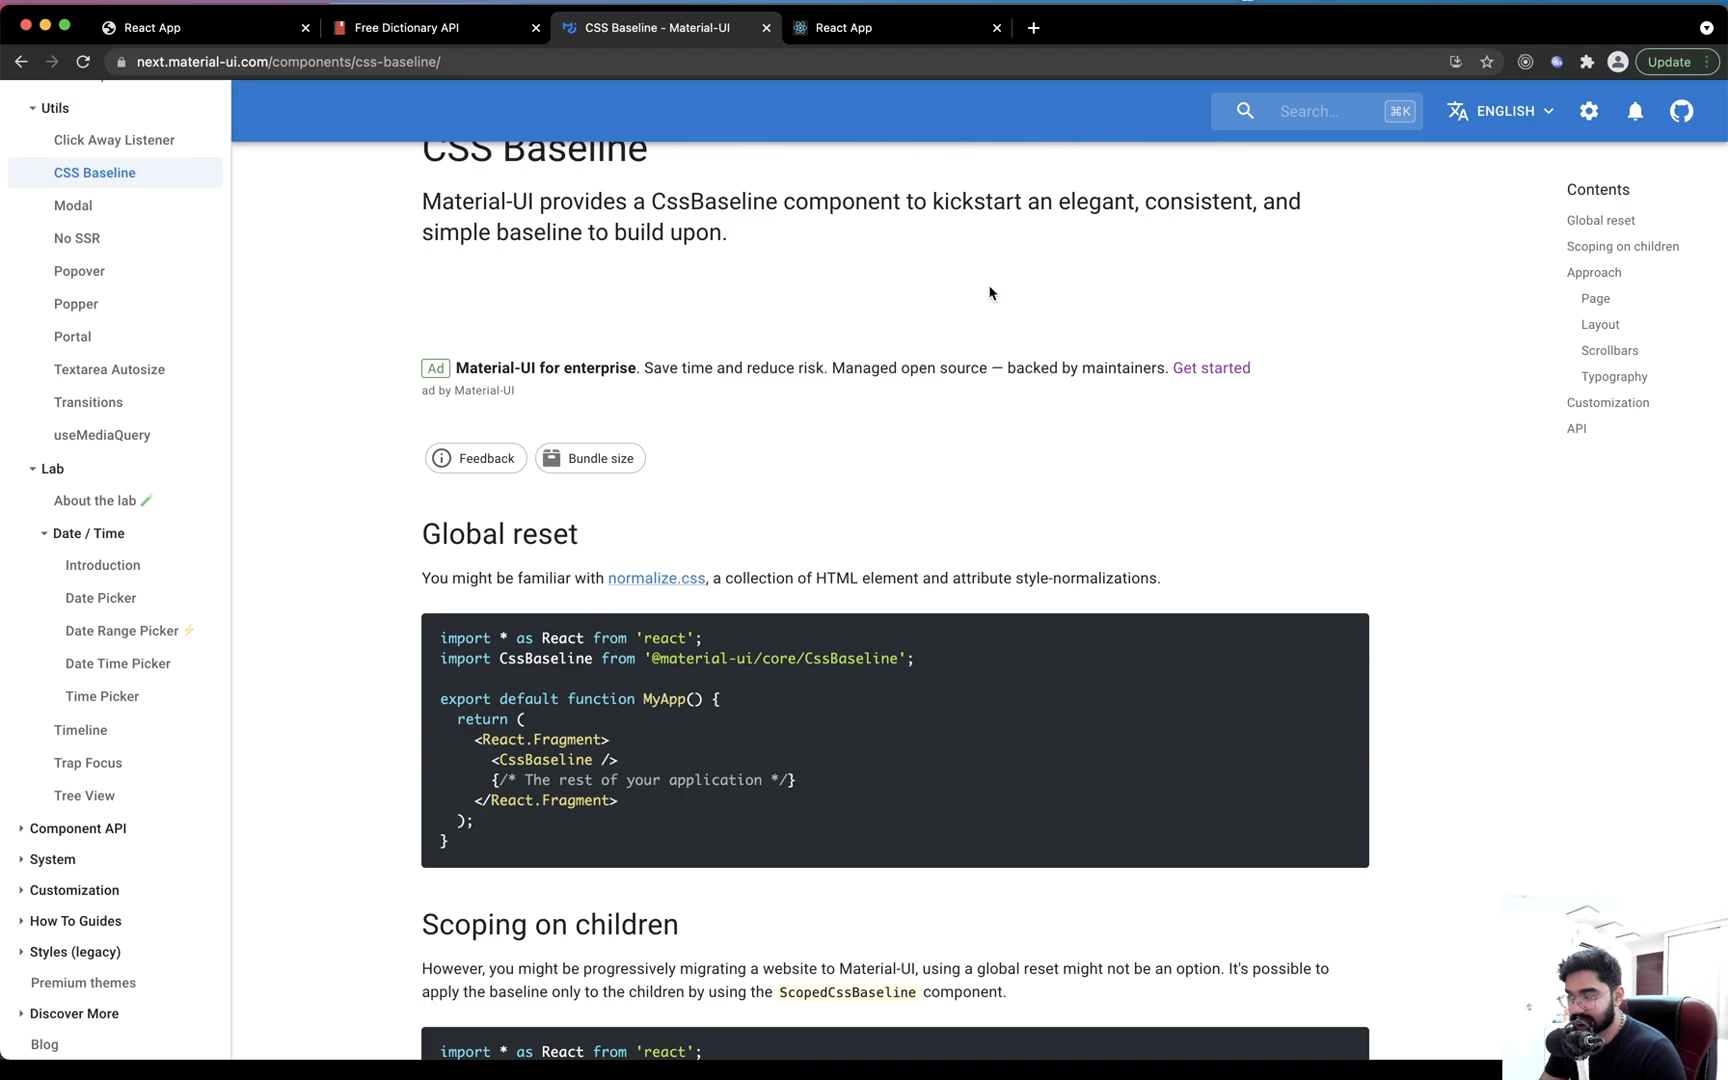 React App
Free Dictionary API
CSS Baseline - Material-UI
React App
next.material-ui.com/components/css-baseline/
Update
Search…
⌘K
ENGLISH
Utils
Click Away Listener
CSS Baseline
Modal
No SSR
Popover
Popper
Portal
Textarea Autosize
Transitions
useMediaQuery
Lab
About the lab
Date / Time
Introduction
Date Picker
Date Range Picker
Date Time Picker
Time Picker
Timeline
Trap Focus
Tree View
Component API
System
Customization
How To Guides
Styles (legacy)
Premium themes
Discover More
Blog
CSS Baseline
Material-UI provides a CssBaseline component to kickstart an elegant, consistent, and
simple baseline to build upon.
Ad Material-UI for enterprise. Save time and reduce risk. Managed open source — backed by maintainers. Get started
ad by Material-UI
Feedback
Bundle size
Global reset
You might be familiar with normalize.css, a collection of HTML element and attribute style-normalizations.
import * as React from 'react';
import CssBaseline from '@material-ui/core/CssBaseline';
export default function MyApp() {
return (
<React.Fragment>
<CssBaseline />
{/* The rest of your application */}
</React.Fragment>
);
}
Scoping on children
However, you might be progressively migrating a website to Material-UI, using a global reset might not be an option. It's possible to
apply the baseline only to the children by using the ScopedCssBaseline component.
import * as React from 'react';
Contents
Global reset
Scoping on children
Approach
Page
Layout
Scrollbars
Typography
Customization
API